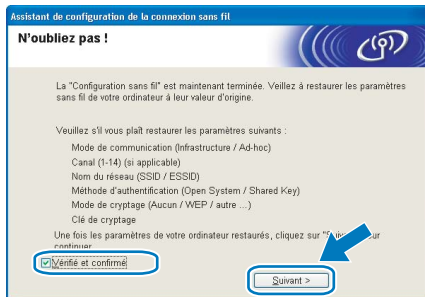 Assistant de configuration de la connexion sans fil
N'oubliez pas !
La "Configuration sans fil" est maintenant terminée. Veillez à restaurer les paramètres
sans fil de votre ordinateur à leur valeur d'origine.
Veuillez s'il vous plaît restaurer les paramètres suivants :
Mode de communication (Infrastructure / Ad-hoc)
Canal (1-14) (si applicable)
Nom du réseau (SSID / ESSID)
Méthode d'authentification (Open System / Shared Key)
Mode de cryptage (Aucun / WEP / autre ...)
Clé de cryptage
Une fois les paramètres de votre ordinateur restaurés, cliquez sur
continuer.
Vérifié et confirmé
Suivant >